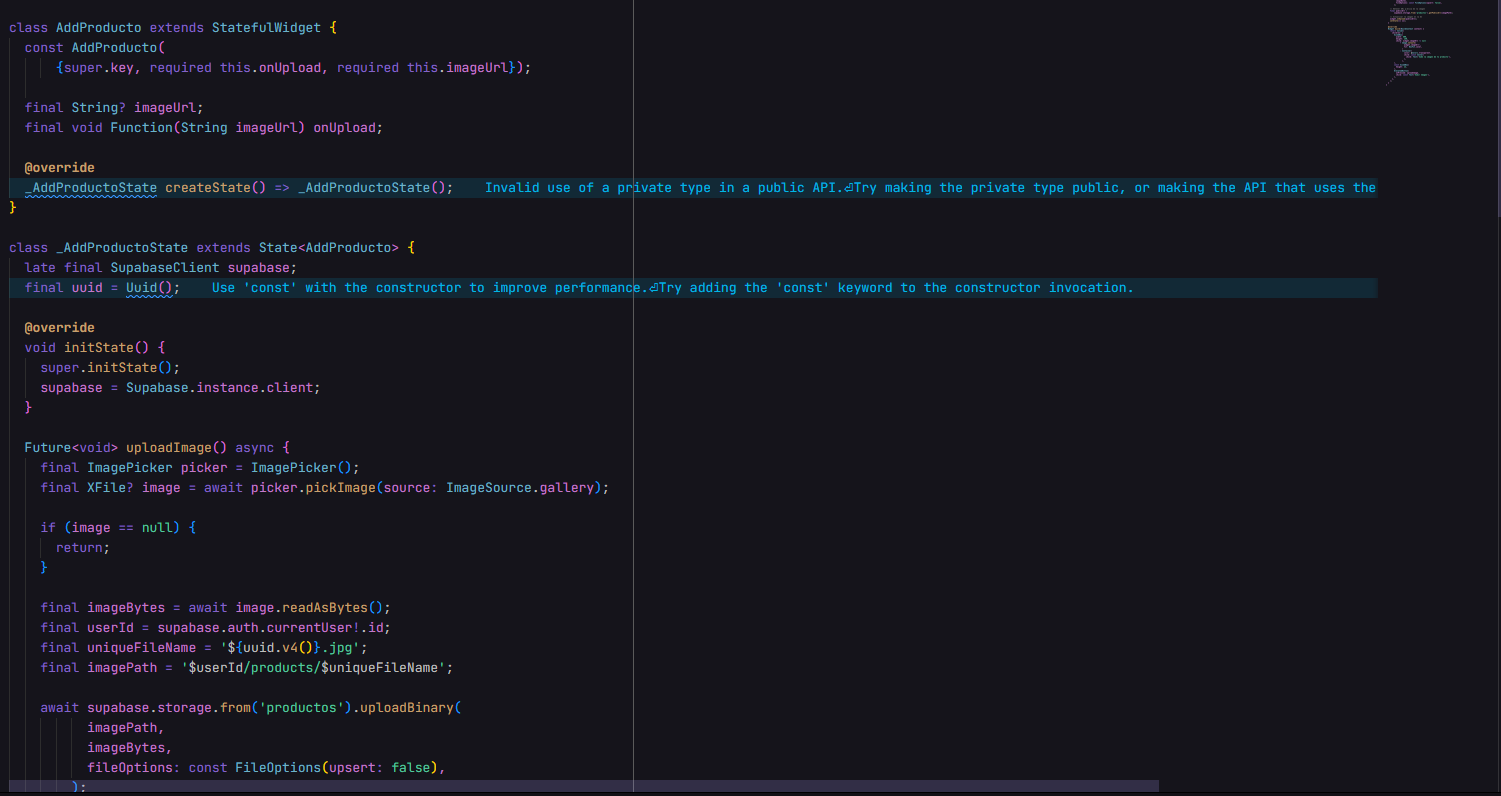 class AddProducto extends StatefulWidget {
  const AddProducto(
      {super.key, required this.onUpload, required this.imageUrl});

  final String? imageUrl;
  final void Function(String imageUrl) onUpload;

  @override
  _AddProductoState createState() => _AddProductoState();    Invalid use of a private type in a public API.⏎Try making the private type public, or making the API that uses the
}

class _AddProductoState extends State<AddProducto> {
  late final SupabaseClient supabase;
  final uuid = Uuid();    Use 'const' with the constructor to improve performance.⏎Try adding the 'const' keyword to the constructor invocation.

  @override
  void initState() {
    super.initState();
    supabase = Supabase.instance.client;
  }

  Future<void> uploadImage() async {
    final ImagePicker picker = ImagePicker();
    final XFile? image = await picker.pickImage(source: ImageSource.gallery);

    if (image == null) {
      return;
    }

    final imageBytes = await image.readAsBytes();
    final userId = supabase.auth.currentUser!.id;
    final uniqueFileName = '${uuid.v4()}.jpg';
    final imagePath = '$userId/products/$uniqueFileName';

    await supabase.storage.from('productos').uploadBinary(
          imagePath,
          imageBytes,
          fileOptions: const FileOptions(upsert: false),
        );